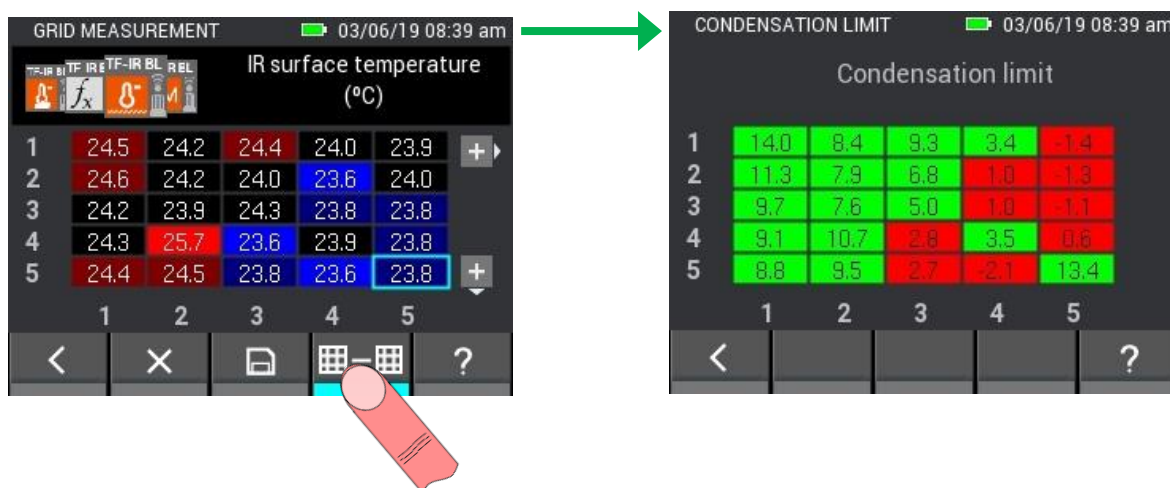 GRID MEASUREMENT 03/06/19 08:39 am
TF-IR BL TF IRE TF-IR BL REL
fx
IR surface temperature
(ºC)
1 24.5 24.2 24.4 24.0 23.9 +
2 24.6 24.2 24.0 23.6 24.0
3 24.2 23.9 24.3 23.8 23.8
4 24.3 25.7 23.6 23.9 23.8
5 24.4 24.5 23.8 23.6 23.8 +
1 2 3 4 5
?
CONDENSATION LIMIT 03/06/19 08:39 am
Condensation limit
1 14.0 8.4 9.3 3.4 -1.4
2 11.3 7.9 6.8 1.0 -1.3
3 9.7 7.6 5.0 1.0 -1.1
4 9.1 10.7 2.8 3.5 0.6
5 8.8 9.5 2.7 -2.1 13.4
1 2 3 4 5
?